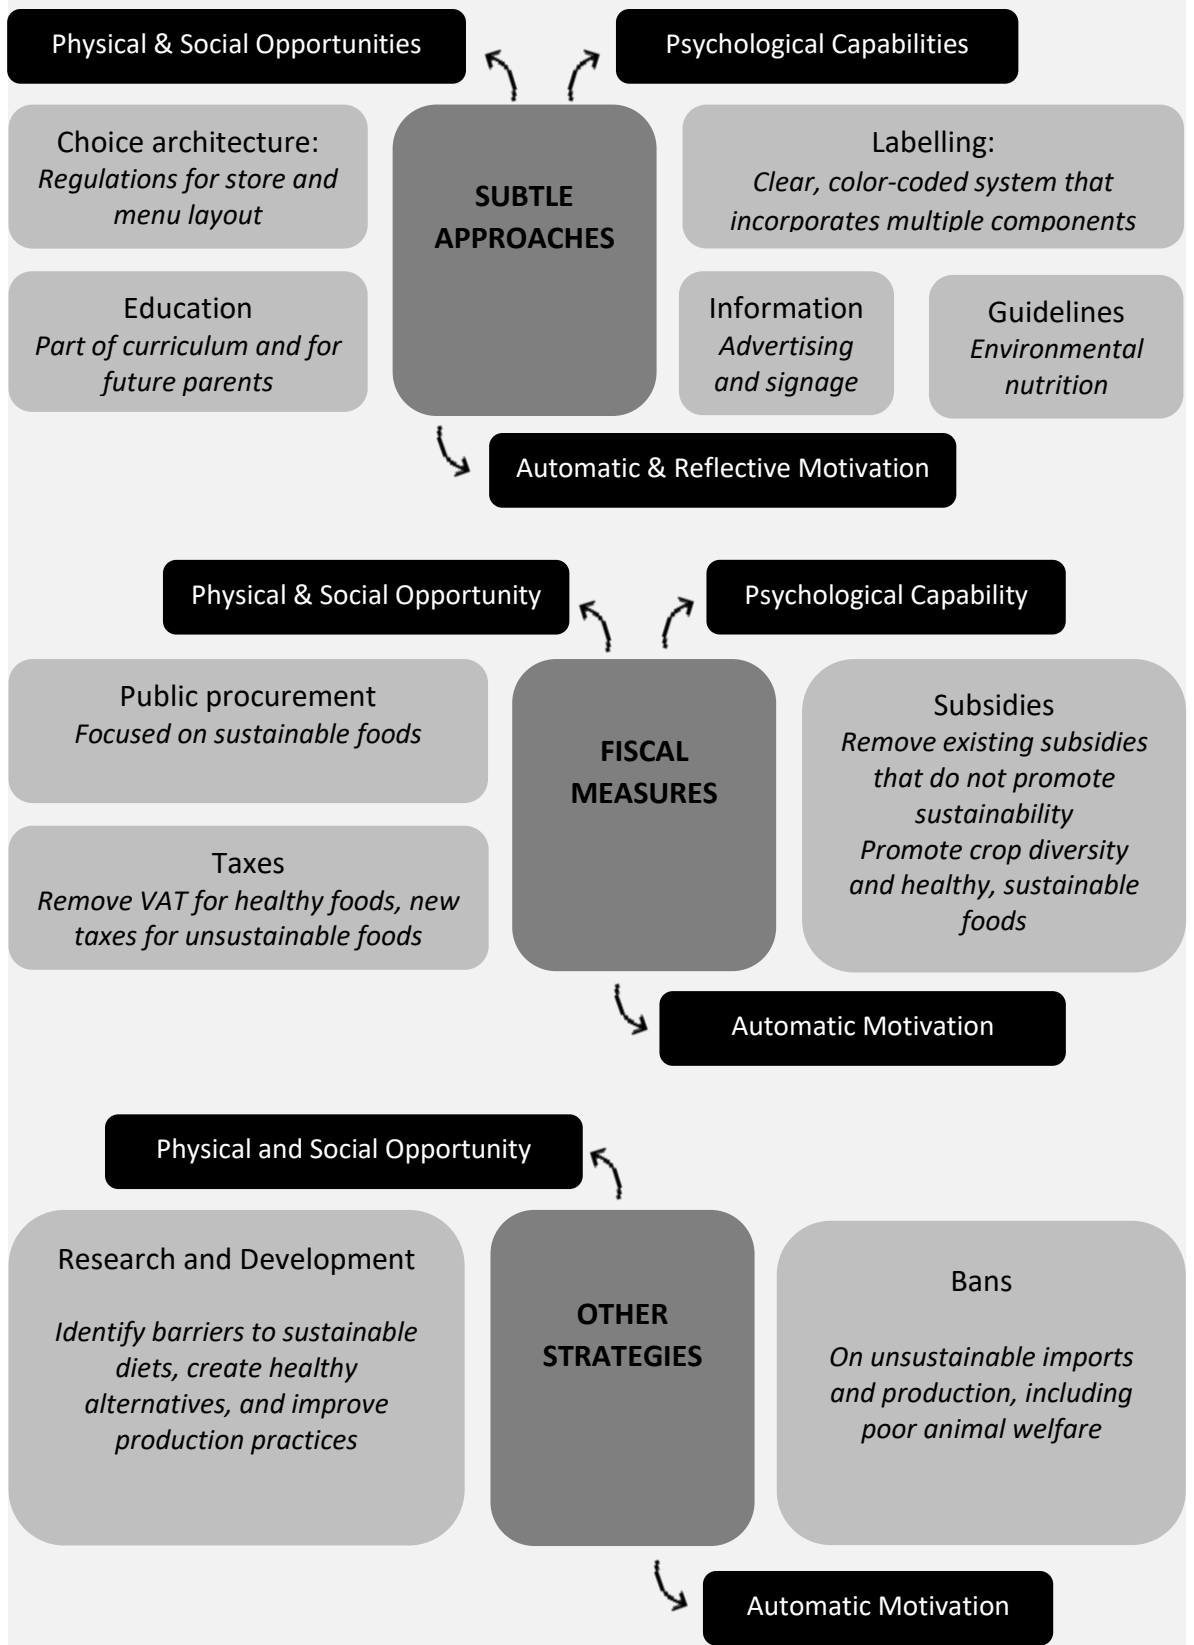 Physical & Social Opportunities
Psychological Capabilities
Choice architecture:
Regulations for store and
menu layout
SUBTLE
APPROACHES
Labelling:
Clear, color-coded system that
incorporates multiple components
Education
Part of curriculum and for
future parents
Information
Advertising
and signage
Guidelines
Environmental
nutrition
Automatic & Reflective Motivation
Physical & Social Opportunity
Psychological Capability
Public procurement
Focused on sustainable foods
FISCAL
MEASURES
Subsidies
Remove existing subsidies
that do not promote
sustainability
Promote crop diversity
and healthy, sustainable
foods
Taxes
Remove VAT for healthy foods, new
taxes for unsustainable foods
Automatic Motivation
Physical and Social Opportunity
Research and Development
Identify barriers to sustainable
diets, create healthy
alternatives, and improve
production practices
OTHER
STRATEGIES
Bans
On unsustainable imports
and production, including
poor animal welfare
Automatic Motivation